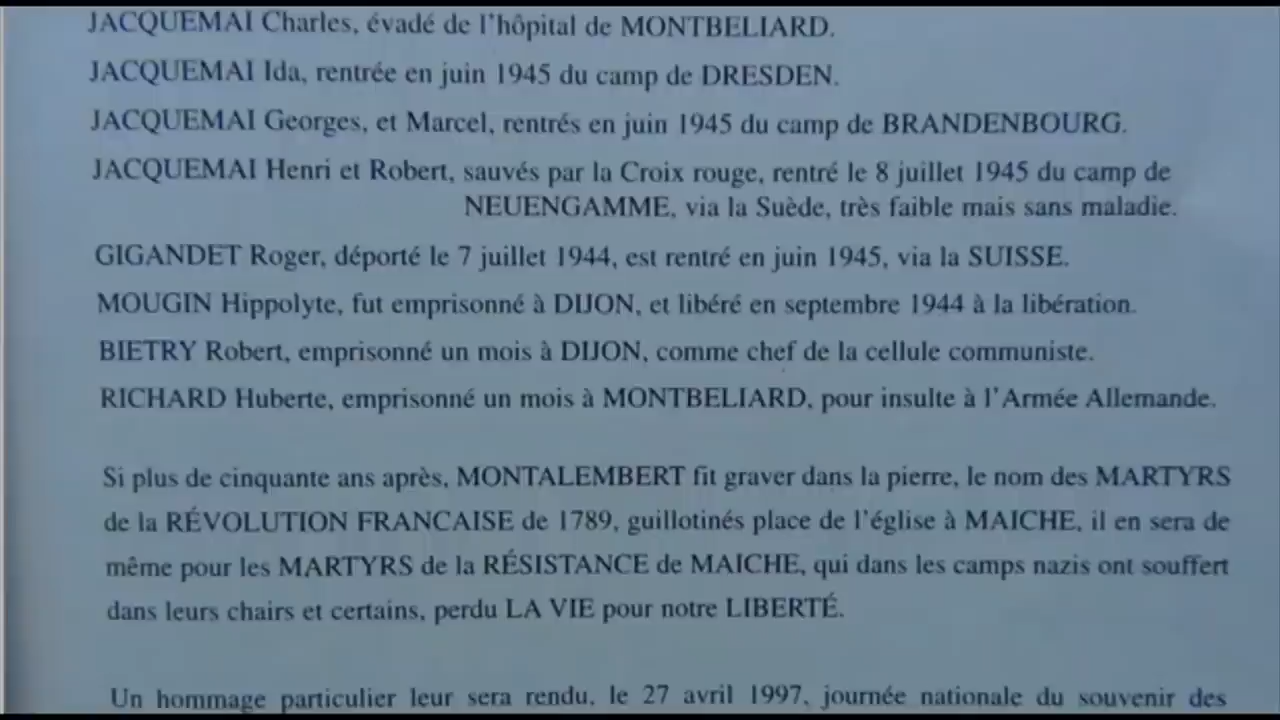 JACQUEMAI Charles, évadé de l'hôpital de MONTBELIARD.
JACQUEMAI Ida, rentrée en juin 1945 du camp de DRESDEN.
JACQUEMAI Georges, et Marcel, rentrés en juin 1945 du camp de BRANDENBOURG.
JACQUEMAI Henri et Robert, sauvés par la Croix rouge, rentré le 8 juillet 1945 du camp de
NEUENGAMME, via la Suède, très faible mais sans maladie.
GIGANDET Roger, déporté le 7 juillet 1944, est rentré en juin 1945, via la SUISSE.
MOUGIN Hippolyte, fut emprisonné à DIJON, et libéré en septembre 1944 à la libération.
BIETRY Robert, emprisonné un mois à DIJON, comme chef de la cellule communiste.
RICHARD Huberte, emprisonné un mois à MONTBELIARD, pour insulte à l'Armée Allemande.
Si plus de cinquante ans après, MONTALEMBERT fit graver dans la pierre, le nom des MARTYRS
de la RÉVOLUTION FRANCAISE de 1789, guillotinés place de l'église à MAICHE, il en sera de
même pour les MARTYRS de la RÉSISTANCE de MAICHE, qui dans les camps nazis ont souffert
dans leurs chairs et certains, perdu LA VIE pour notre LIBERTÉ.
Un hommage particulier leur sera rendu, le 27 avril 1997, journée nationale du souvenir des